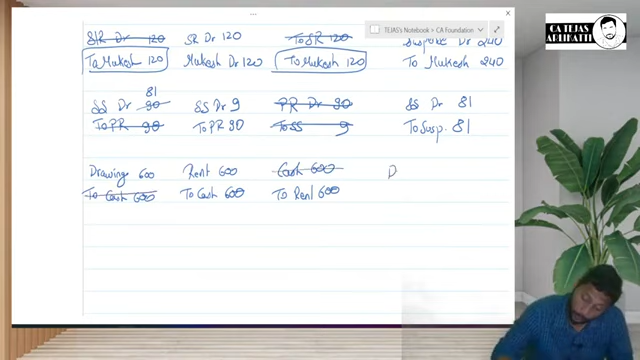 TEJAS's Notebook > CA Foundation
CA TEJAS
SR Dr 120 To SR 120 Suspense Dr 240
SR Dr 120
To Mukesh 120 Mukesh Dr 120 To Mukesh 120 To Mukesh 240
81
SS Dr 90 SS Dr 9 PR Dr 90 SS Dr 81
To PR 90 To PR 90 To SS 9 To Susp. 81
Drawings 600 Rent 600 Cash 600 D
To Cash 600 To Cash 600 To Rent 600